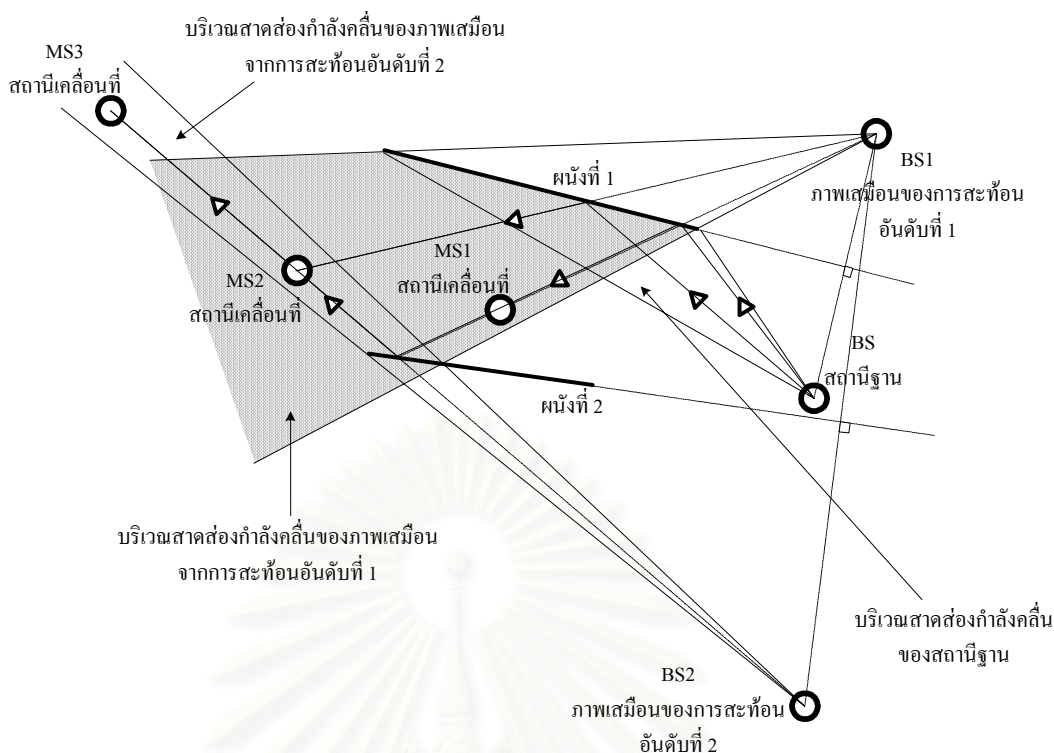 บริเวณสาดส่องกำลังคลื่นของภาพเสมือน
จากการสะท้อนอันดับที่ 2
MS3
สถานีเคลื่อนที่
ผนังที่ 1
BS1
ภาพเสมือนของการสะท้อน
อันดับที่ 1
MS1
สถานีเคลื่อนที่
MS2
สถานีเคลื่อนที่
BS
สถานีฐาน
ผนังที่ 2
บริเวณสาดส่องกำลังคลื่นของภาพเสมือน
จากการสะท้อนอันดับที่ 1
บริเวณสาดส่องกำลังคลื่น
ของสถานีฐาน
BS2
ภาพเสมือนของการสะท้อน
อันดับที่ 2